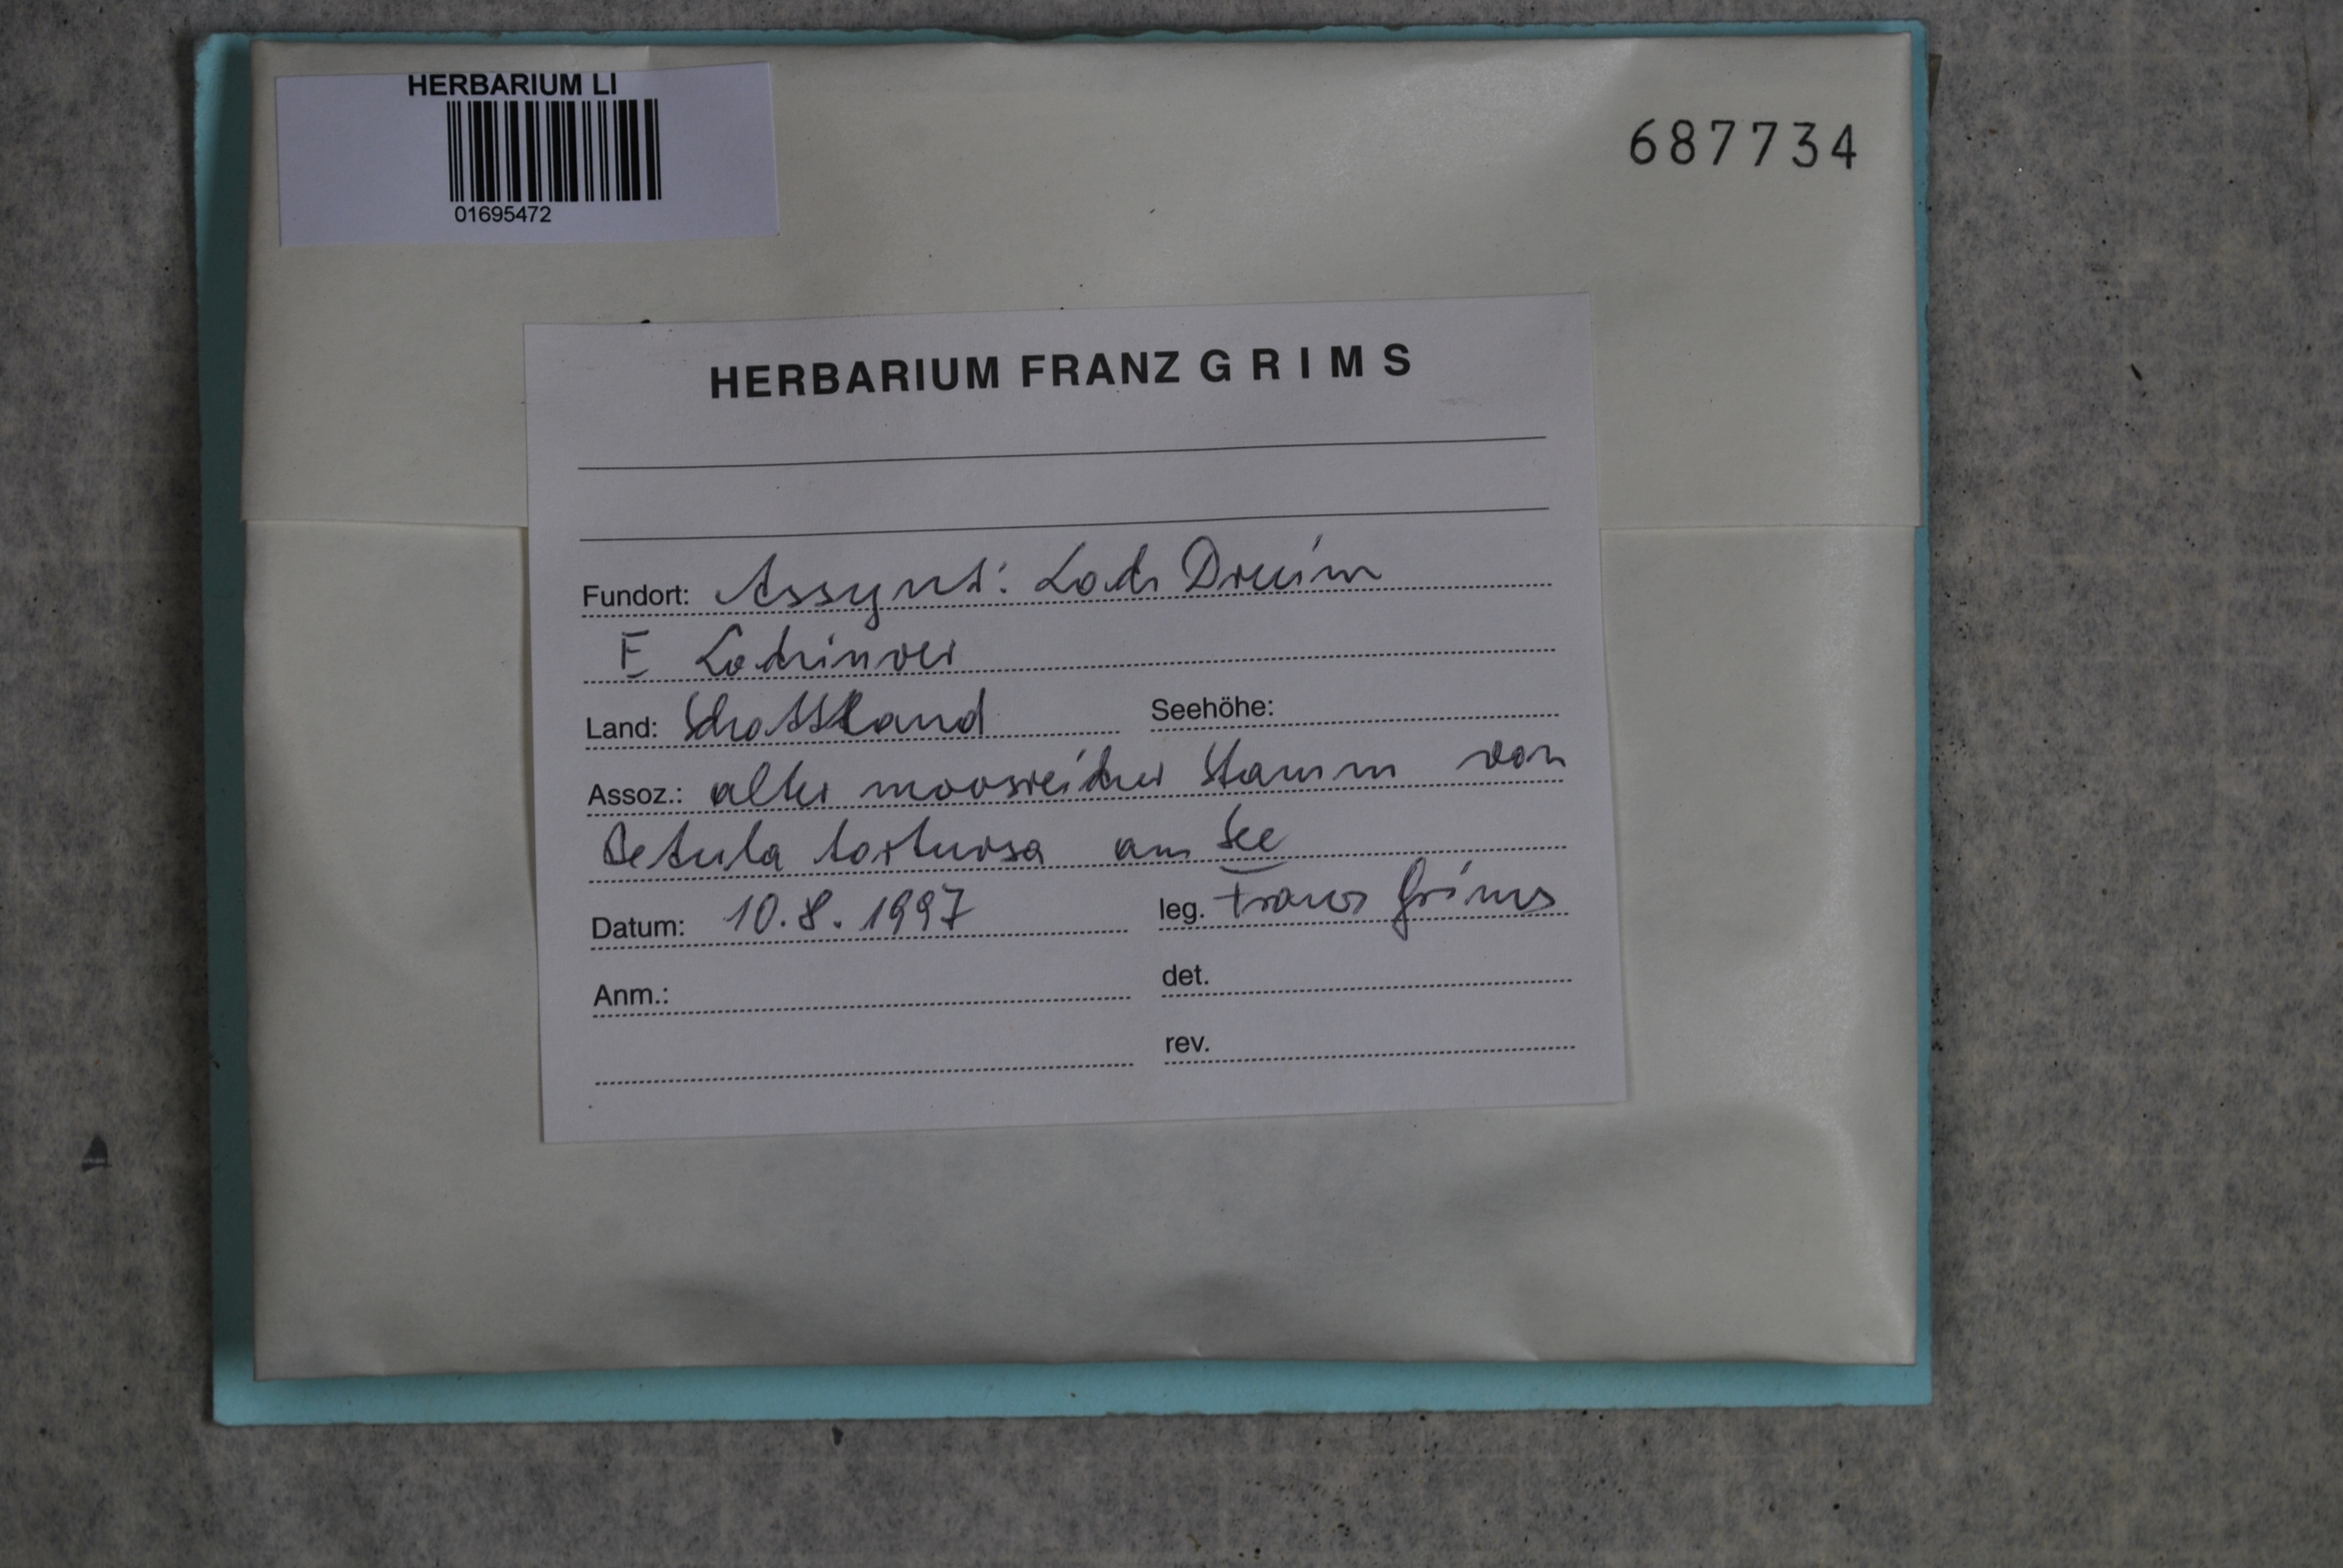 HERBARIUM LI
01695472
687734
HERBARIUM FRANZ GRIMS
Fundort: Assynt: Loch Druim
E Lochinver
Land: Schottland Seehöhe:
Assoz.: alter moosreicher Stamm von
Betula tortuosa am See
Datum: 10.8.1997 leg. Franz Grims
Anm.: det.
rev.